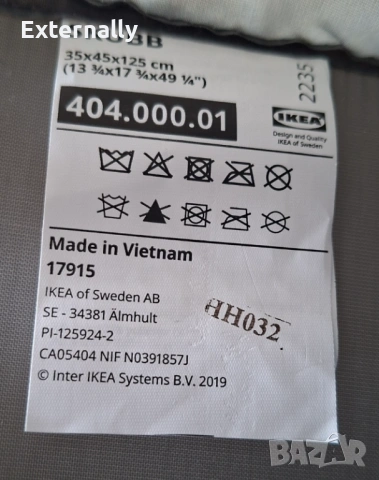 Externally
35x45x125 cm
(13 ¾x17 ¾x49 ¼")
2235
404.000.01
IKEA
Design and Quality
IKEA of Sweden
Made in Vietnam
17915
IKEA of Sweden AB
SE - 34381 Älmhult
PI-125924-2
CA05404 NIF N0391857J
© Inter IKEA Systems B.V. 2019
HH032
BAZAR